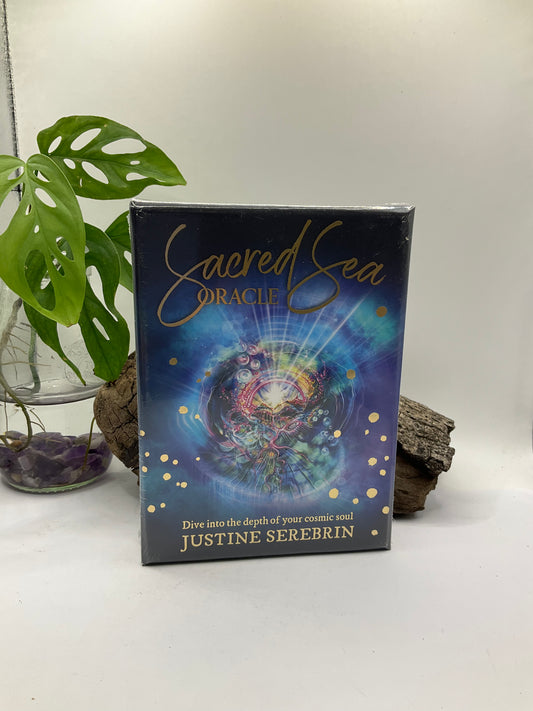 Sacred Sea
ORACLE
Dive into the depth of your cosmic soul
JUSTINE SEREBRIN